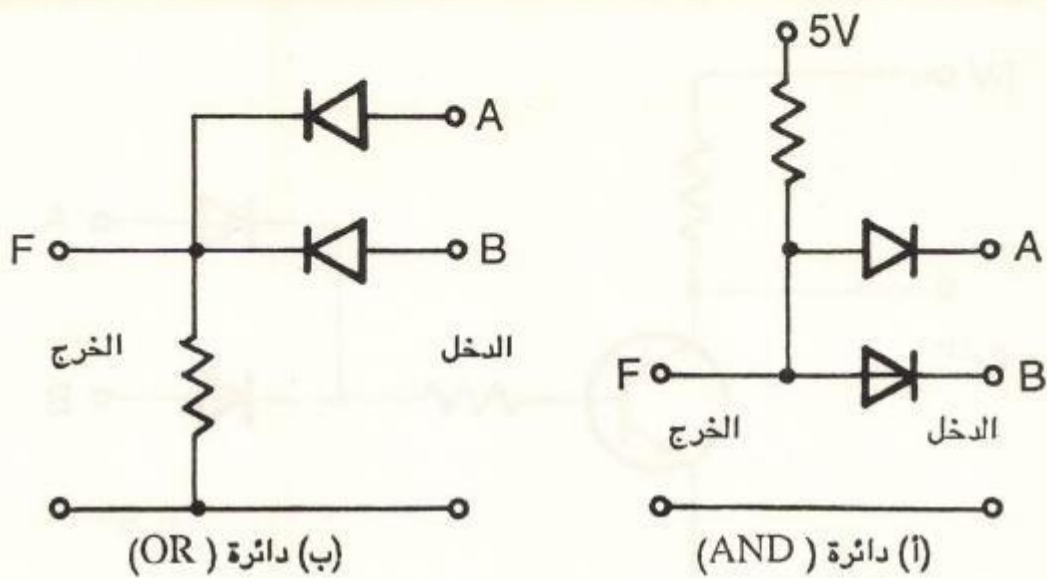 5V
A
B
F
الدخل
الخرج
(أ) دائرة ( AND)
A
B
F
الدخل
الخرج
(ب) دائرة ( OR)